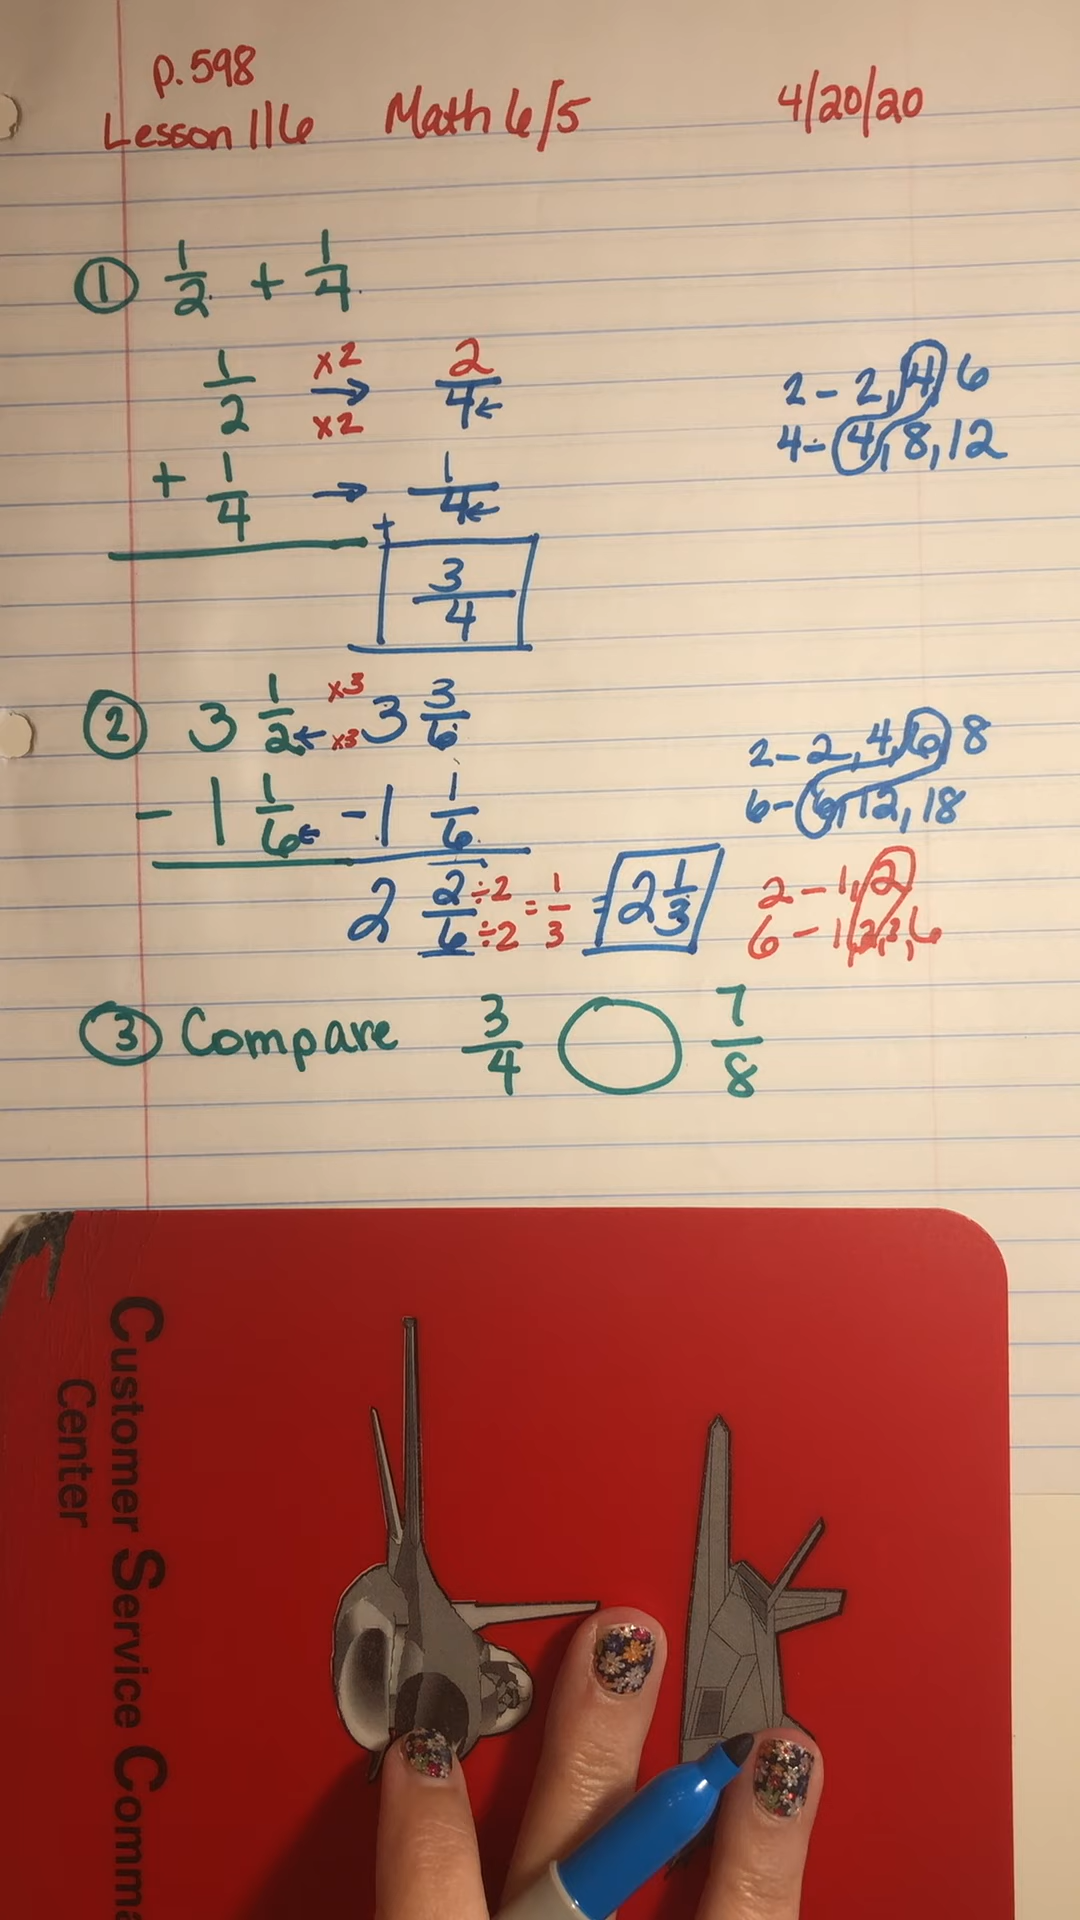 p.598
Lesson 116 Math 6/5 4/20/20
① 1/2 + 1/4
1/2 ×2 → ×2 2/4 ← 2 - 2, 4, 6
+ 1/4 → + 1/4 ← 4 - 4, 8, 12
3/4
② 3 1/2 ← ×3 ×3 3 3/6 2 - 2, 4, 6, 8
- 1 1/6 ← - 1 1/6 6 - 6, 12, 18
2 2/6 ÷2 ÷2 = 1/3 = 2 1/3 2 - 1, 2
6 - 1, 2, 3, 6
③ Compare 3/4 ◯ 7/8
Customer Service Comma
Center